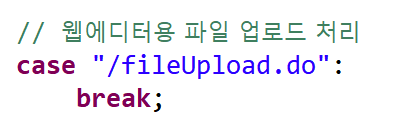 // 웹에디터용 파일 업로드 처리
case "/fileUpload.do":
    break;